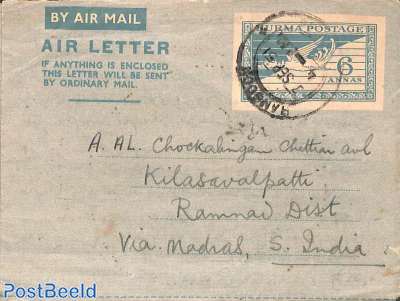 BY AIR MAIL
AIR LETTER
IF ANYTHING IS ENCLOSED
THIS LETTER WILL BE SENT
BY ORDINARY MAIL.
BURMA POSTAGE
6
ANNAS
A. AL. Chockalingam Chettiar avl
Kilasavalpatti
Ramnad Dist
Via. Madras, S. India.
PostBeeld